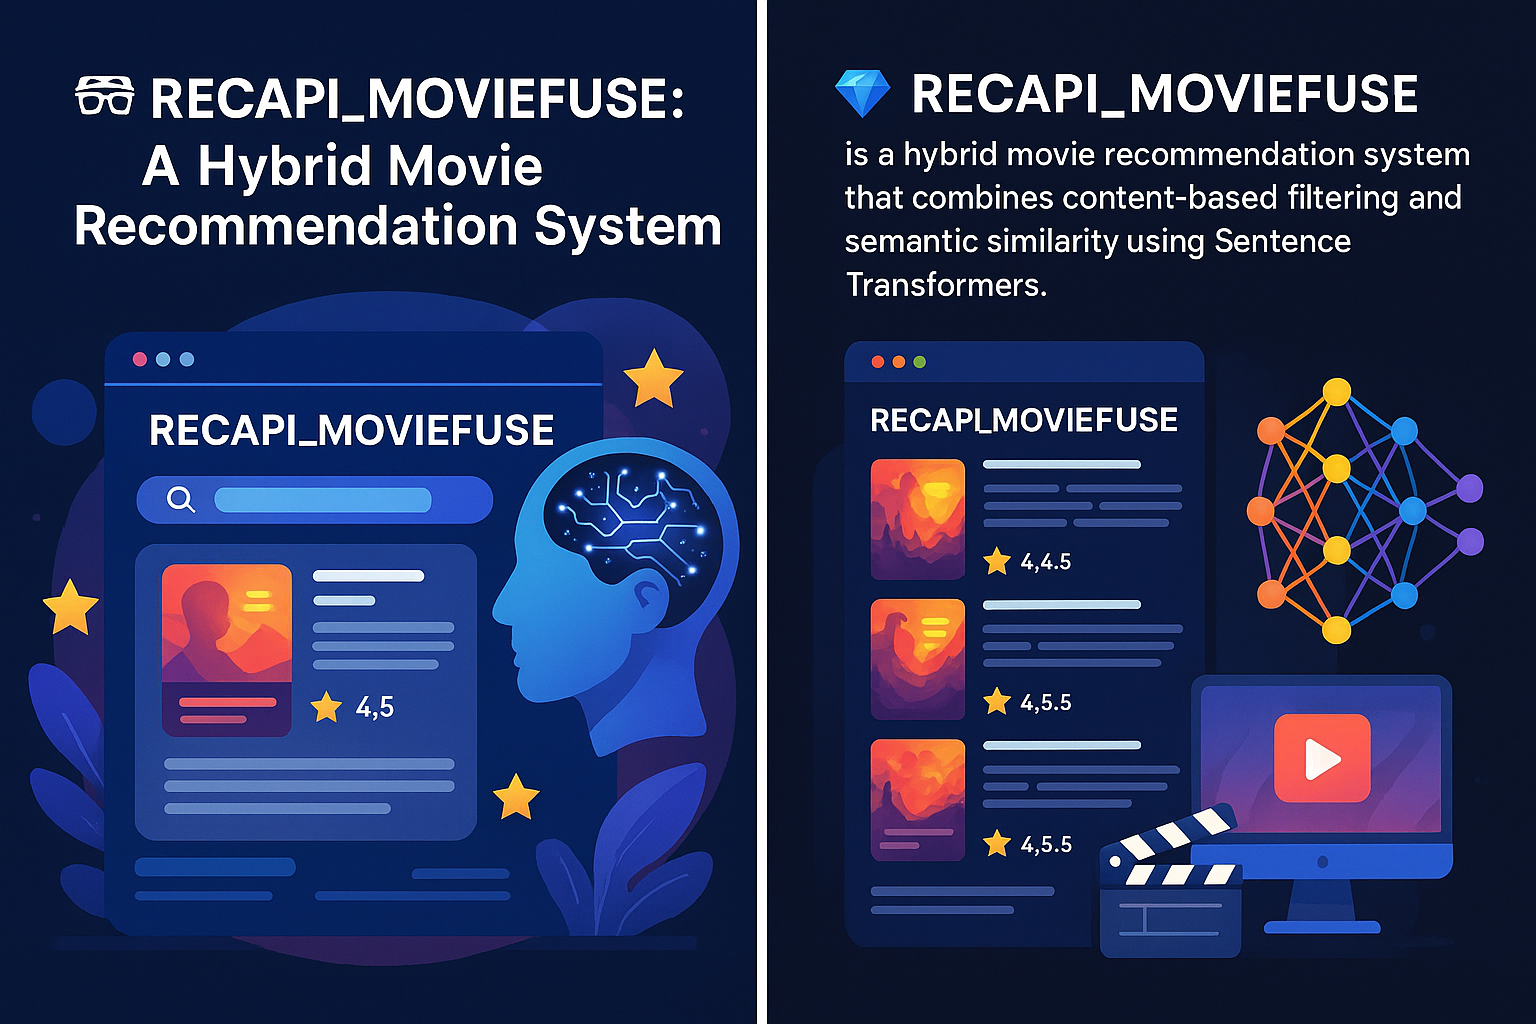 RECAPI_MOVIEFUSE:
A Hybrid Movie
Recommendation System
RECAPI_MOVIEFUSE
4,5
RECAPI_MOVIEFUSE
is a hybrid movie recommendation system
that combines content-based filtering and
semantic similarity using Sentence
Transformers.
RECAPI_MOVIEFUSE
4,4.5
4,5.5
4,5.5